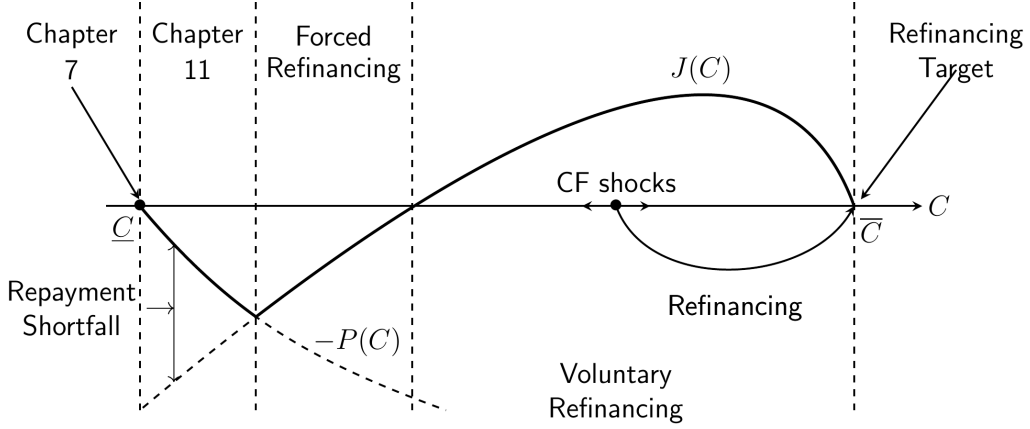 Chapter
7
Chapter
11
Forced
Refinancing
J(C)
Refinancing
Target
CF shocks
C
C̲
C̅
Repayment
Shortfall
−P(C)
Refinancing
Voluntary
Refinancing